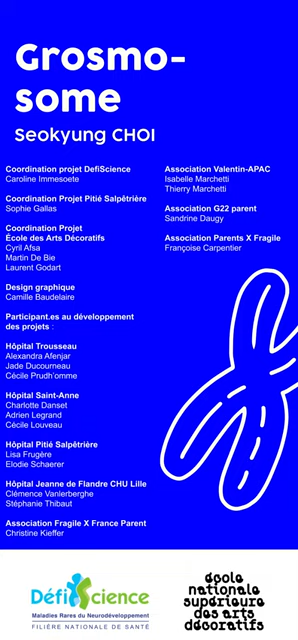 Grosmo-
some
Seokyung CHOI
Coordination projet DefiScience
Caroline Immesoete
Coordination Projet Pitié Salpêtrière
Sophie Gallas
Coordination Projet
École des Arts Décoratifs
Cyril Afsa
Martin De Bie
Laurent Godart
Design graphique
Camille Baudelaire
Participant.es au développement
des projets :
Hôpital Trousseau
Alexandra Afenjar
Jade Ducourneau
Cécile Prudh'omme
Hôpital Saint-Anne
Charlotte Danset
Adrien Legrand
Cécile Louveau
Hôpital Pitié Salpêtrière
Lisa Frugère
Elodie Schaerer
Hôpital Jeanne de Flandre CHU Lille
Clémence Vanlerberghe
Stéphanie Thibaut
Association Fragile X France Parent
Christine Kieffer
Association Valentin-APAC
Isabelle Marchetti
Thierry Marchetti
Association G22 parent
Sandrine Daugy
Association Parents X Fragile
Françoise Carpentier
Défi Science
Maladies Rares du Neurodéveloppement
FILIÈRE NATIONALE DE SANTÉ
école
nationale
supérieure
des arts
décoratifs